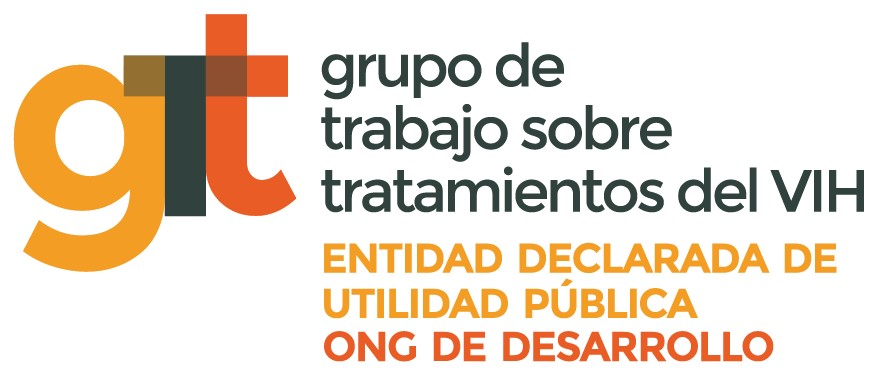 gTt
grupo de
trabajo sobre
tratamientos del VIH
ENTIDAD DECLARADA DE
UTILIDAD PÚBLICA
ONG DE DESARROLLO